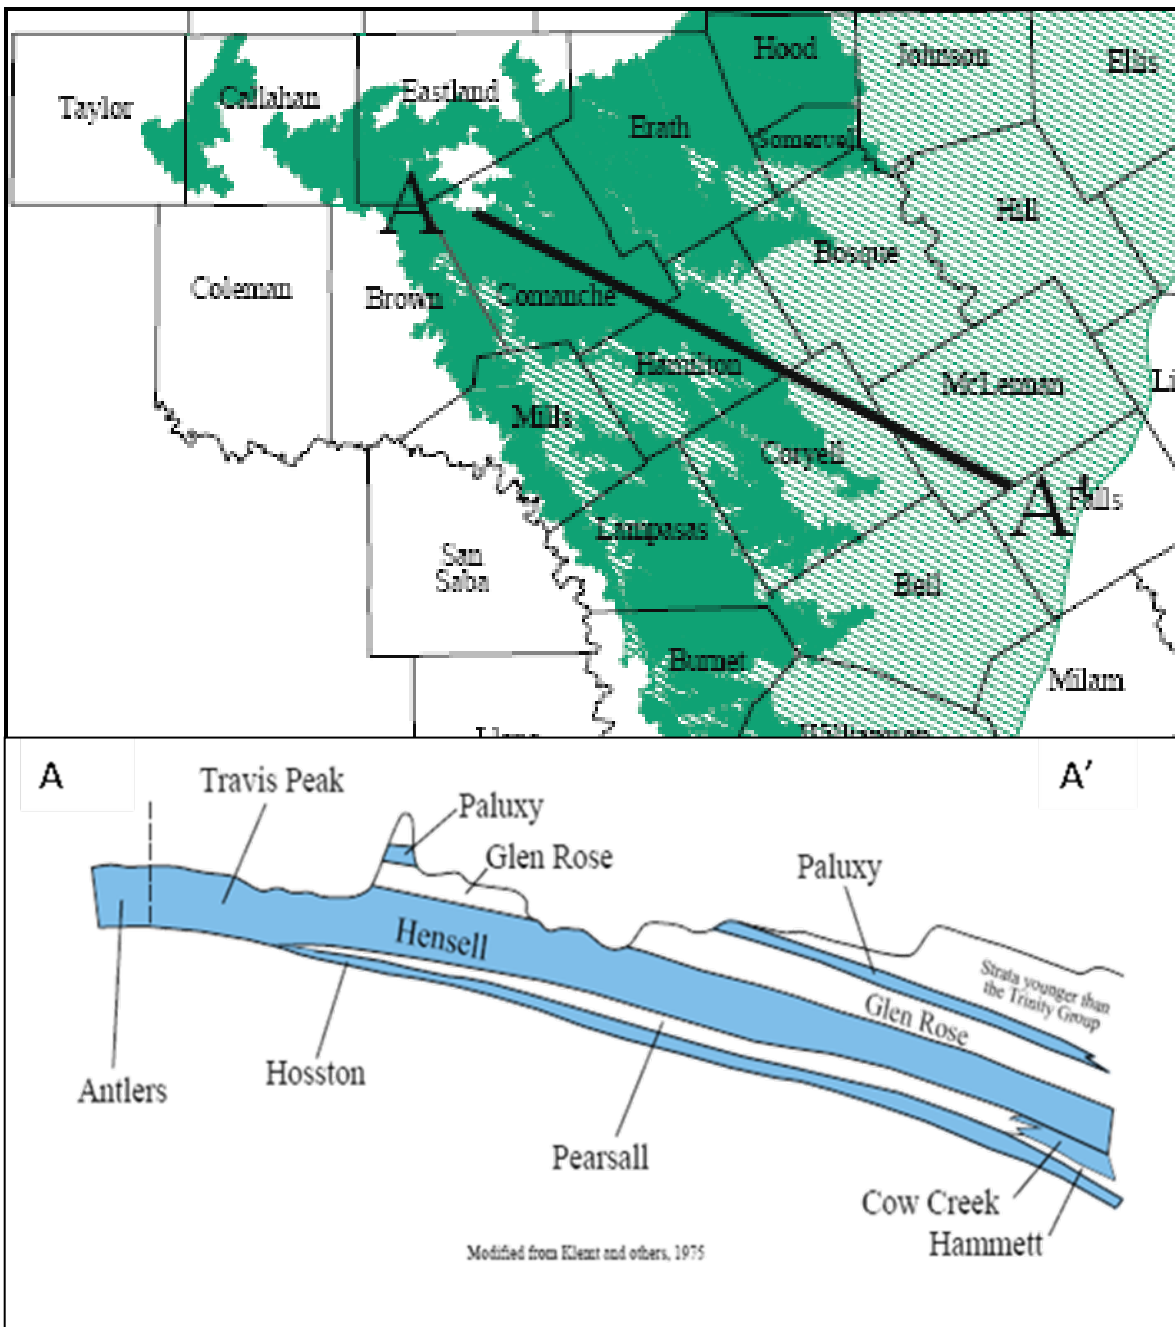 Hood
Johnson
Ellis
Taylor
Callahan
Eastland
Erath
Somervell
Hill
Bosque
Coleman
Brown
Comanche
A
Hamilton
McLennan
Li
Mills
Coryell
A'
Falls
Lampasas
San
Saba
Bell
Burnet
Milam
A
A'
Travis Peak
Paluxy
Glen Rose
Paluxy
Hensell
Strata younger than
the Trinity Group
Glen Rose
Antlers
Hosston
Pearsall
Cow Creek
Hammett
Modified from Klemt and others, 1975